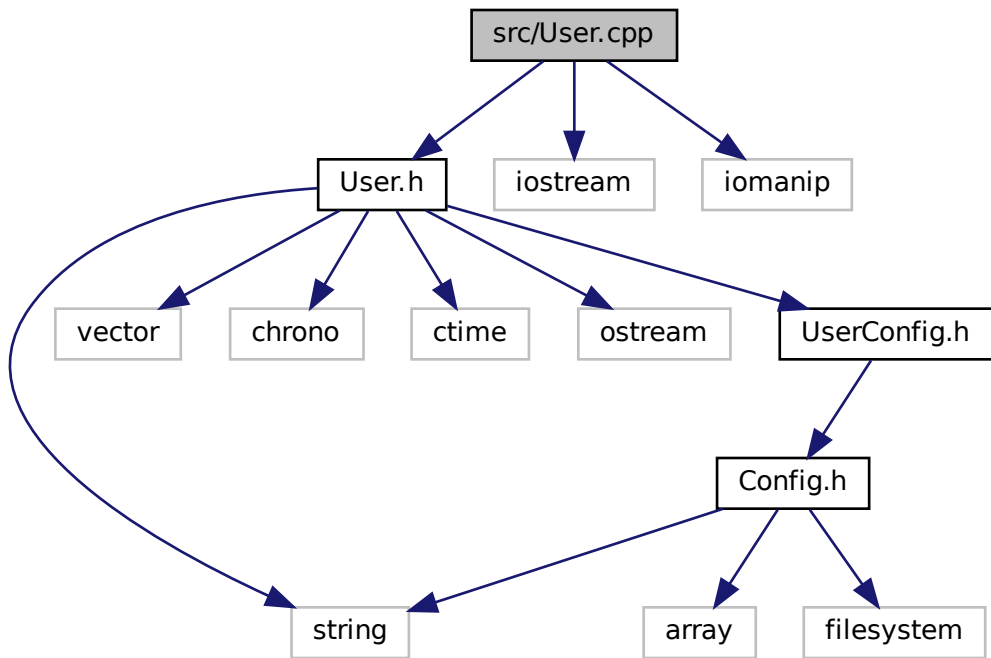 src/User.cpp
User.h
iostream
iomanip
vector
chrono
ctime
ostream
UserConfig.h
Config.h
string
array
filesystem